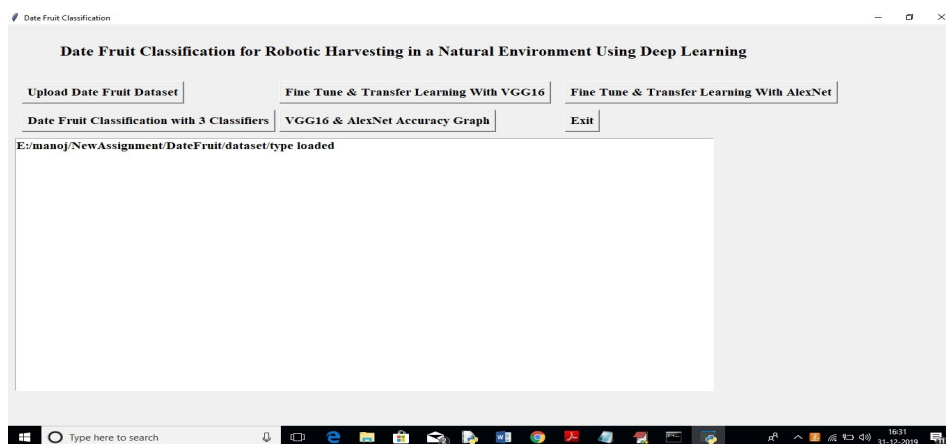 Date Fruit Classification
Date Fruit Classification for Robotic Harvesting in a Natural Environment Using Deep Learning
Upload Date Fruit Dataset
Fine Tune & Transfer Learning With VGG16
Fine Tune & Transfer Learning With AlexNet
Date Fruit Classification with 3 Classifiers
VGG16 & AlexNet Accuracy Graph
Exit
E:/manoj/NewAssignment/DateFruit/dataset/type loaded
Type here to search
16:31
31-12-2019